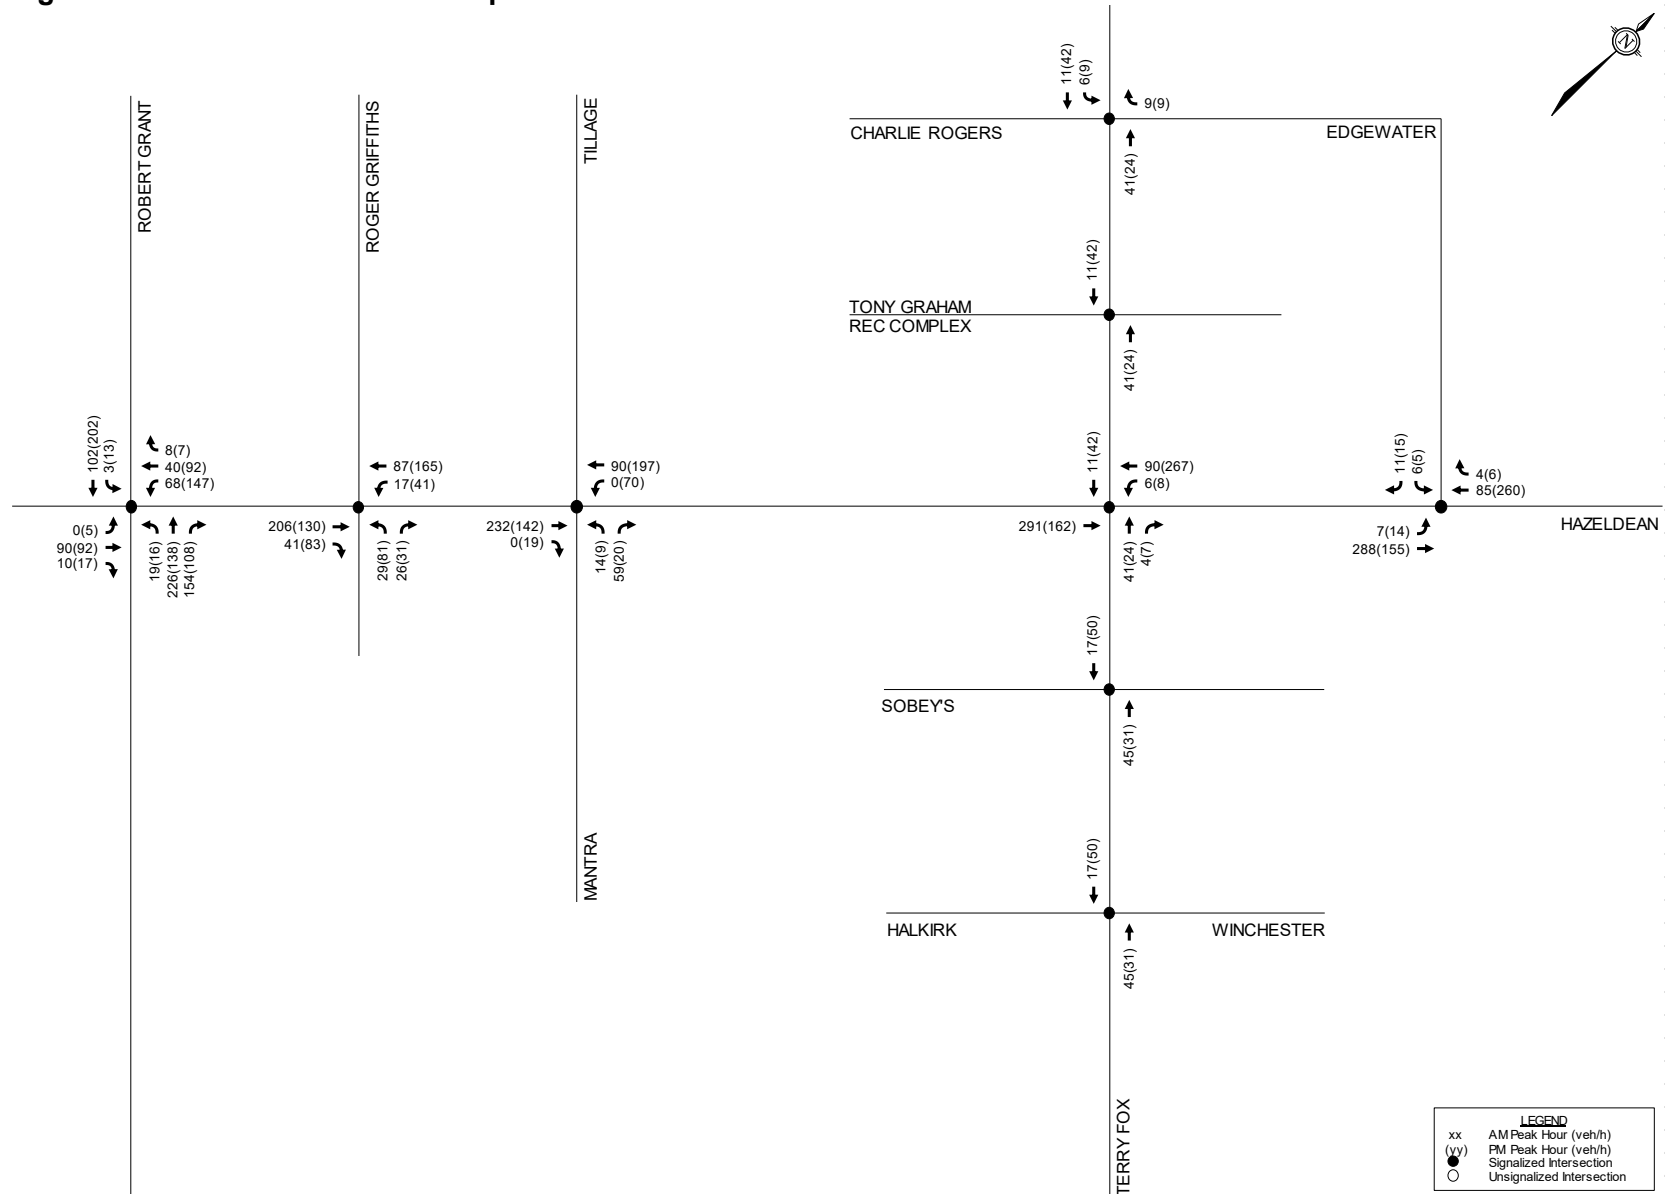 N
11(42)
6(9)
9(9)
CHARLIE ROGERS
EDGEWATER
41(24)
ROBERT GRANT
ROGER GRIFFITHS
TILLAGE
11(42)
TONY GRAHAM
REC COMPLEX
41(24)
102(202)
3(13)
8(7)
40(92)
68(147)
87(165)
17(41)
90(197)
0(70)
11(42)
90(267)
6(8)
11(15)
6(5)
4(6)
85(260)
HAZELDEAN
0(5)
90(92)
10(17)
19(16)
226(138)
154(108)
206(130)
41(83)
29(81)
26(31)
232(142)
0(19)
14(9)
59(20)
291(162)
41(24)
4(7)
7(14)
288(155)
17(50)
SOBEY'S
45(31)
MANTRA
17(50)
HALKIRK
WINCHESTER
45(31)
TERRY FOX
LEGEND
xx AM Peak Hour (veh/h)
(yy) PM Peak Hour (veh/h)
Signalized Intersection
Unsignalized Intersection